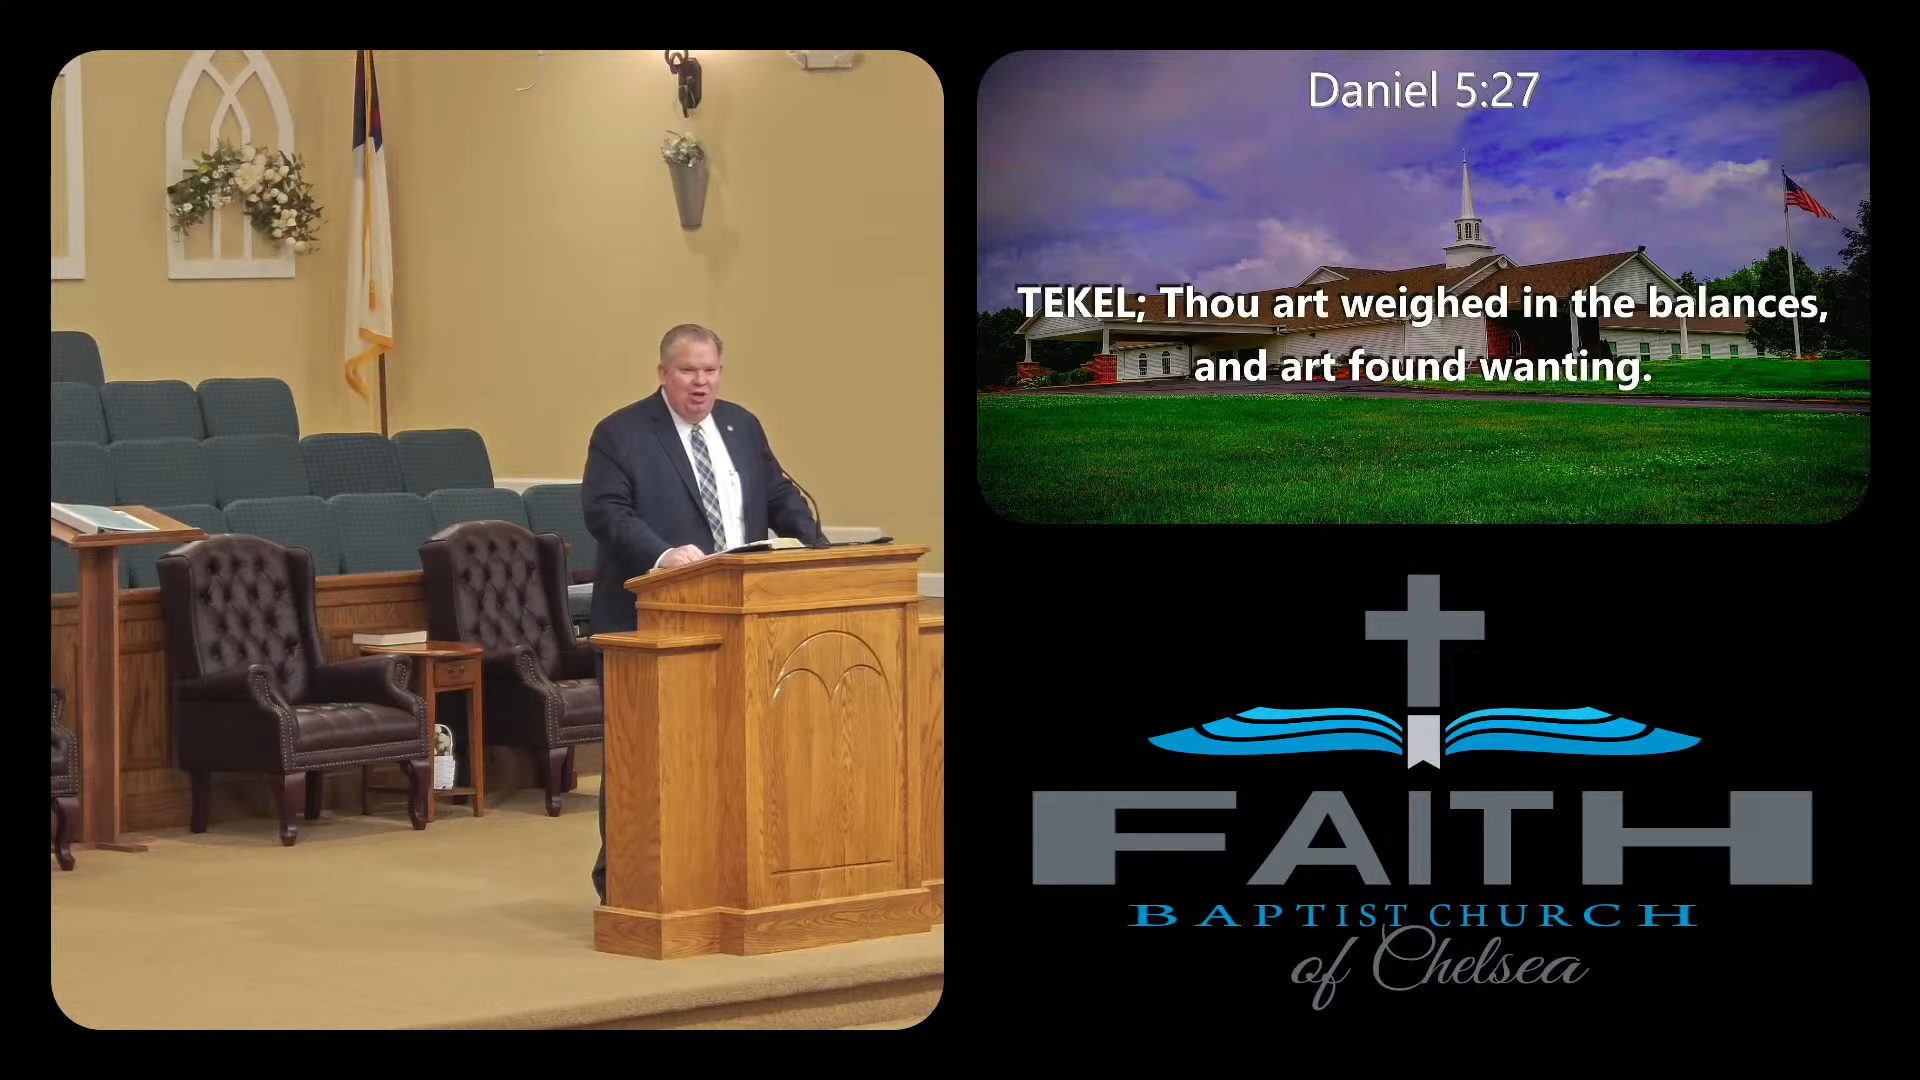 Daniel 5:27
TEKEL; Thou art weighed in the balances,
and art found wanting.
FAITH
BAPTIST CHURCH
of Chelsea